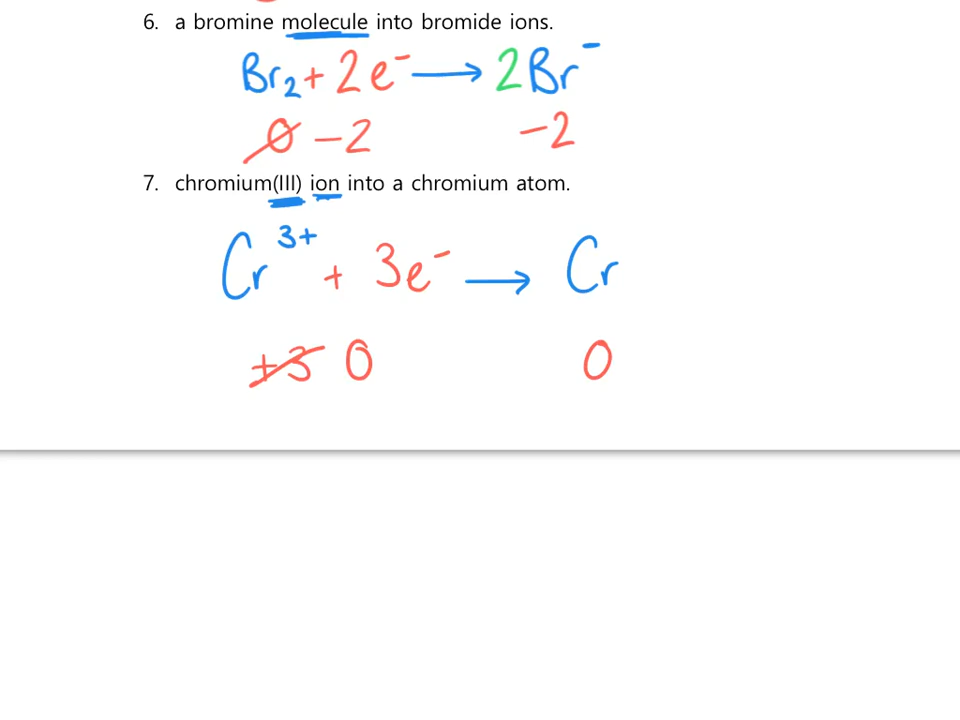 6. a bromine molecule into bromide ions.
Br₂ + 2e⁻ ⟶ 2Br⁻
0 −2 −2
7. chromium(III) ion into a chromium atom.
Cr³⁺ + 3e⁻ ⟶ Cr
+3 0 0